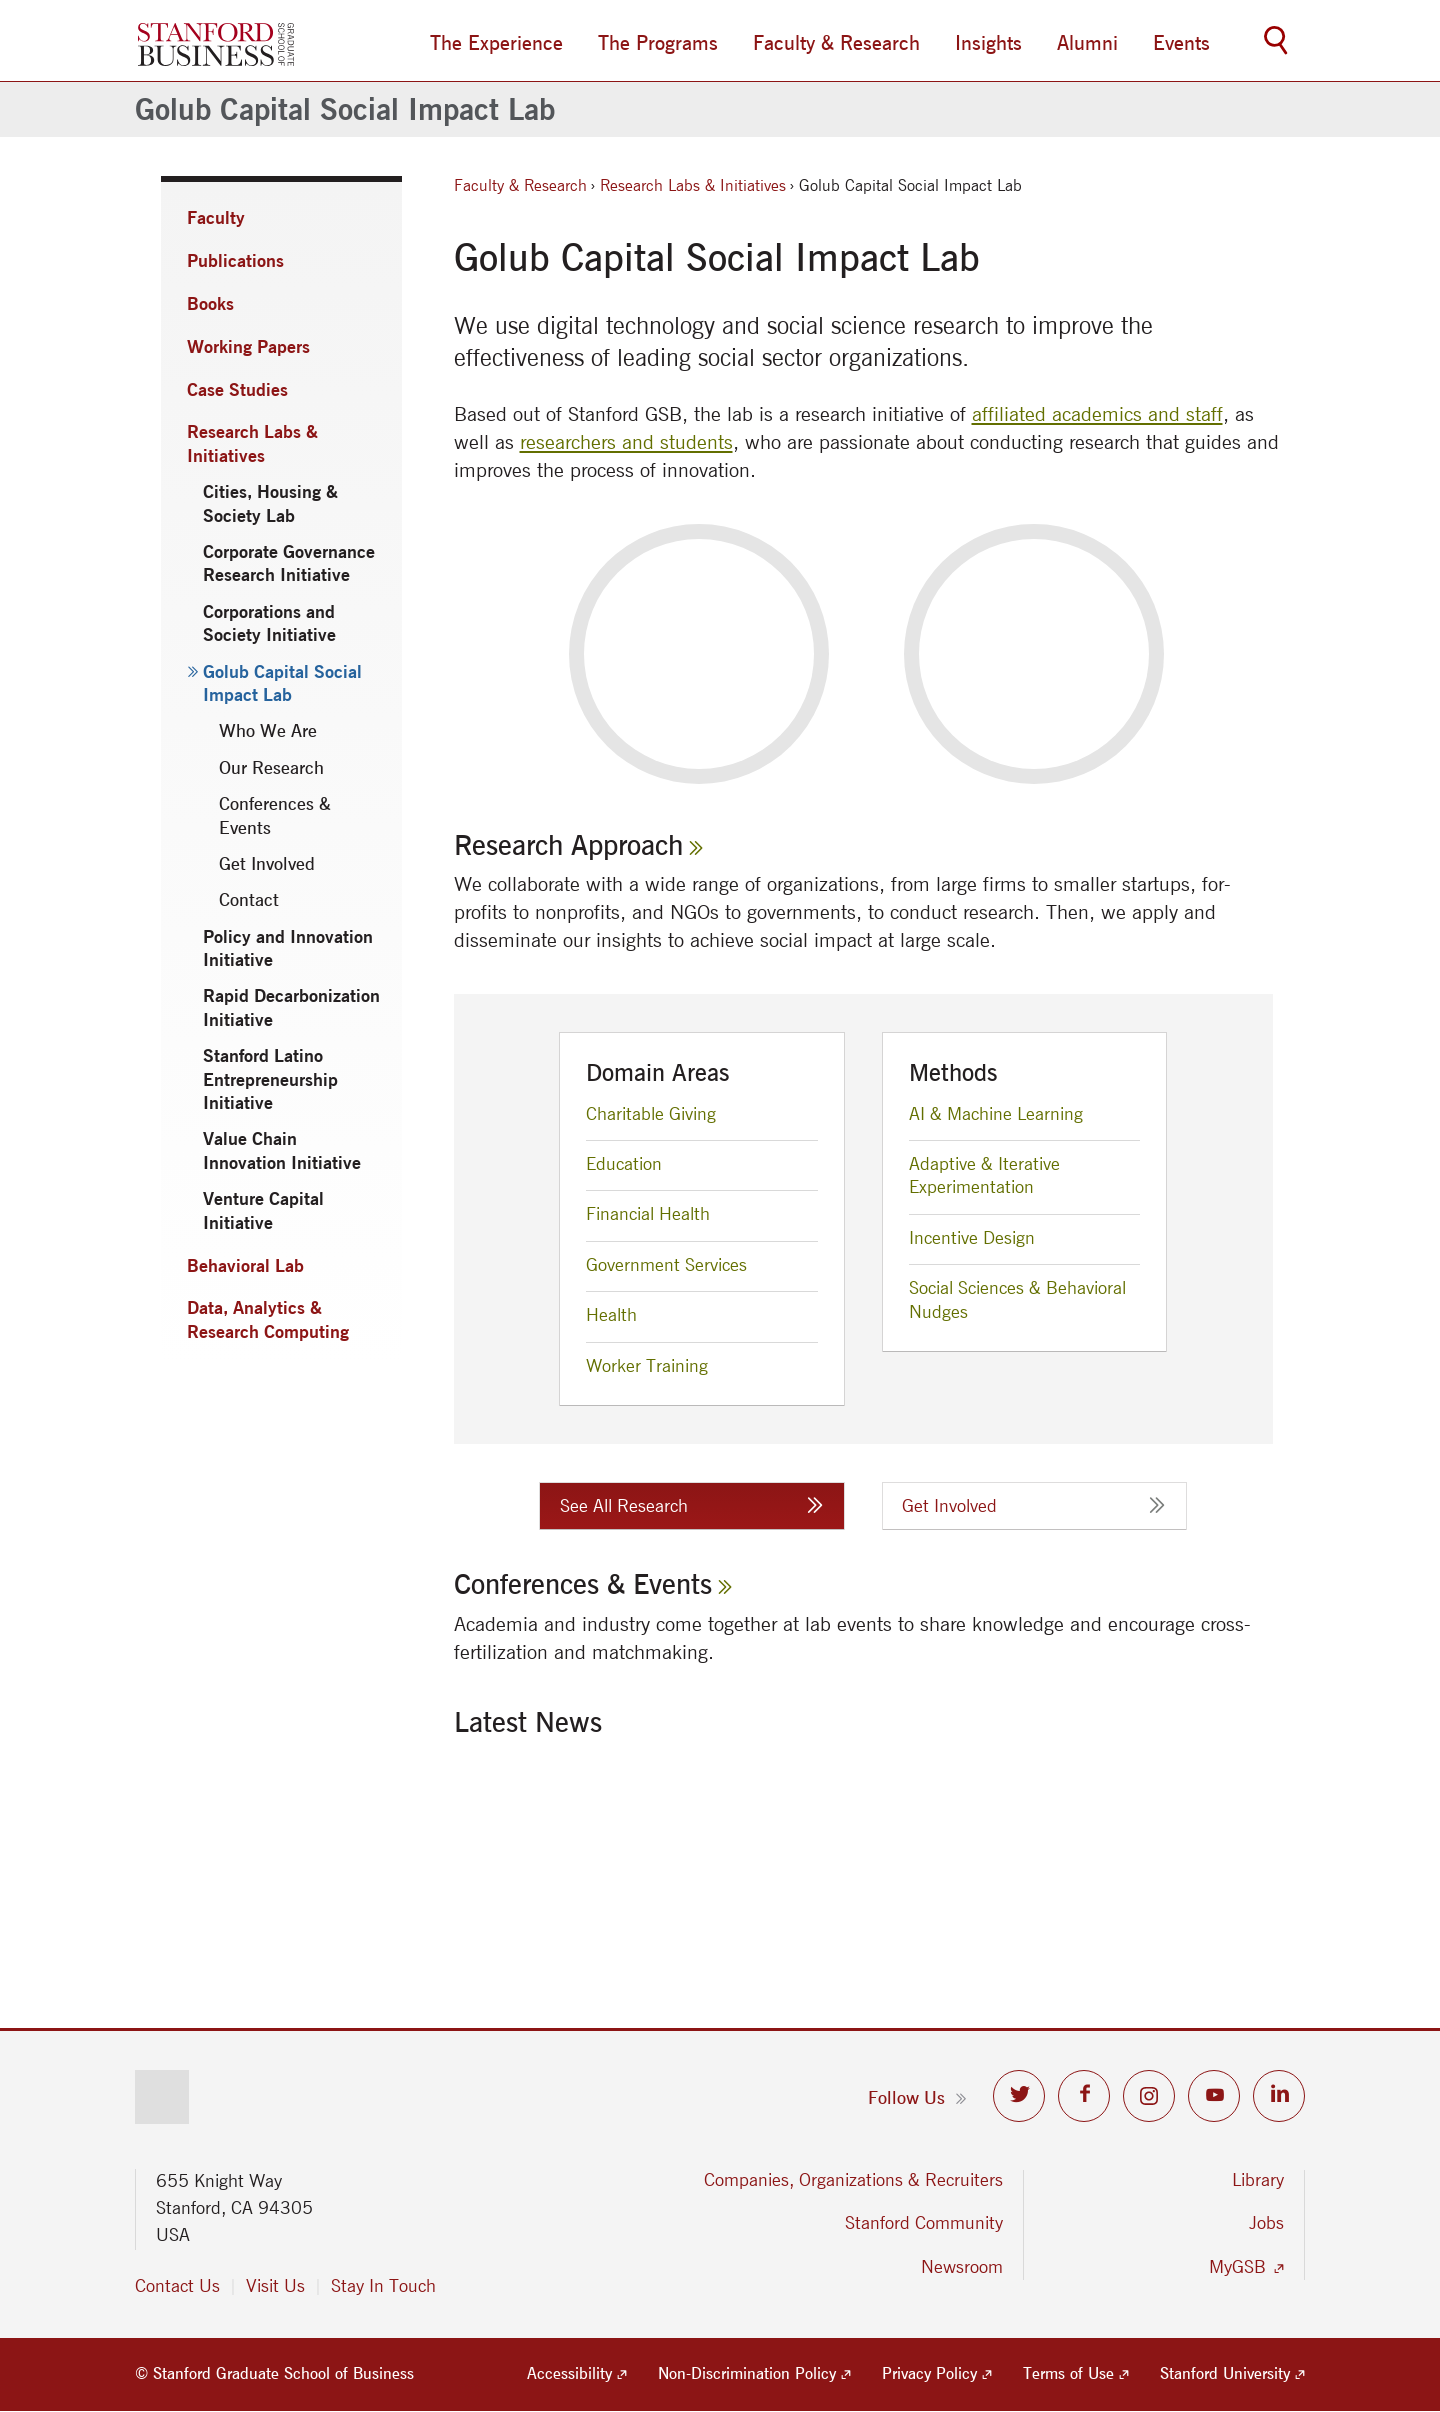 STANFORD
BUSINESS
GRADUATE
SCHOOL OF
The Experience
The Programs
Faculty & Research
Insights
Alumni
Events
Golub Capital Social Impact Lab
Faculty
Publications
Books
Working Papers
Case Studies
Research Labs &
Initiatives
Cities, Housing &
Society Lab
Corporate Governance
Research Initiative
Corporations and
Society Initiative
» Golub Capital Social
Impact Lab
Who We Are
Our Research
Conferences &
Events
Get Involved
Contact
Policy and Innovation
Initiative
Rapid Decarbonization
Initiative
Stanford Latino
Entrepreneurship
Initiative
Value Chain
Innovation Initiative
Venture Capital
Initiative
Behavioral Lab
Data, Analytics &
Research Computing
Faculty & Research › Research Labs & Initiatives › Golub Capital Social Impact Lab
Golub Capital Social Impact Lab
We use digital technology and social science research to improve the
effectiveness of leading social sector organizations.
Based out of Stanford GSB, the lab is a research initiative of affiliated academics and staff, as
well as researchers and students, who are passionate about conducting research that guides and
improves the process of innovation.
Research Approach »
We collaborate with a wide range of organizations, from large firms to smaller startups, for-
profits to nonprofits, and NGOs to governments, to conduct research. Then, we apply and
disseminate our insights to achieve social impact at large scale.
Domain Areas
Charitable Giving
Education
Financial Health
Government Services
Health
Worker Training
Methods
AI & Machine Learning
Adaptive & Iterative
Experimentation
Incentive Design
Social Sciences & Behavioral
Nudges
See All Research »
Get Involved »
Conferences & Events »
Academia and industry come together at lab events to share knowledge and encourage cross-
fertilization and matchmaking.
Latest News
Follow Us »
655 Knight Way
Stanford, CA 94305
USA
Contact Us | Visit Us | Stay In Touch
Companies, Organizations & Recruiters
Stanford Community
Newsroom
Library
Jobs
MyGSB
© Stanford Graduate School of Business
Accessibility
Non-Discrimination Policy
Privacy Policy
Terms of Use
Stanford University